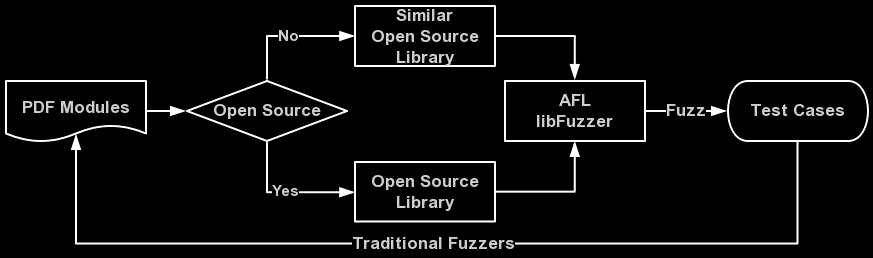 Similar
Open Source
Library
No
PDF Modules
Open Source
AFL
libFuzzer
Fuzz
Test Cases
Yes
Open Source
Library
Traditional Fuzzers